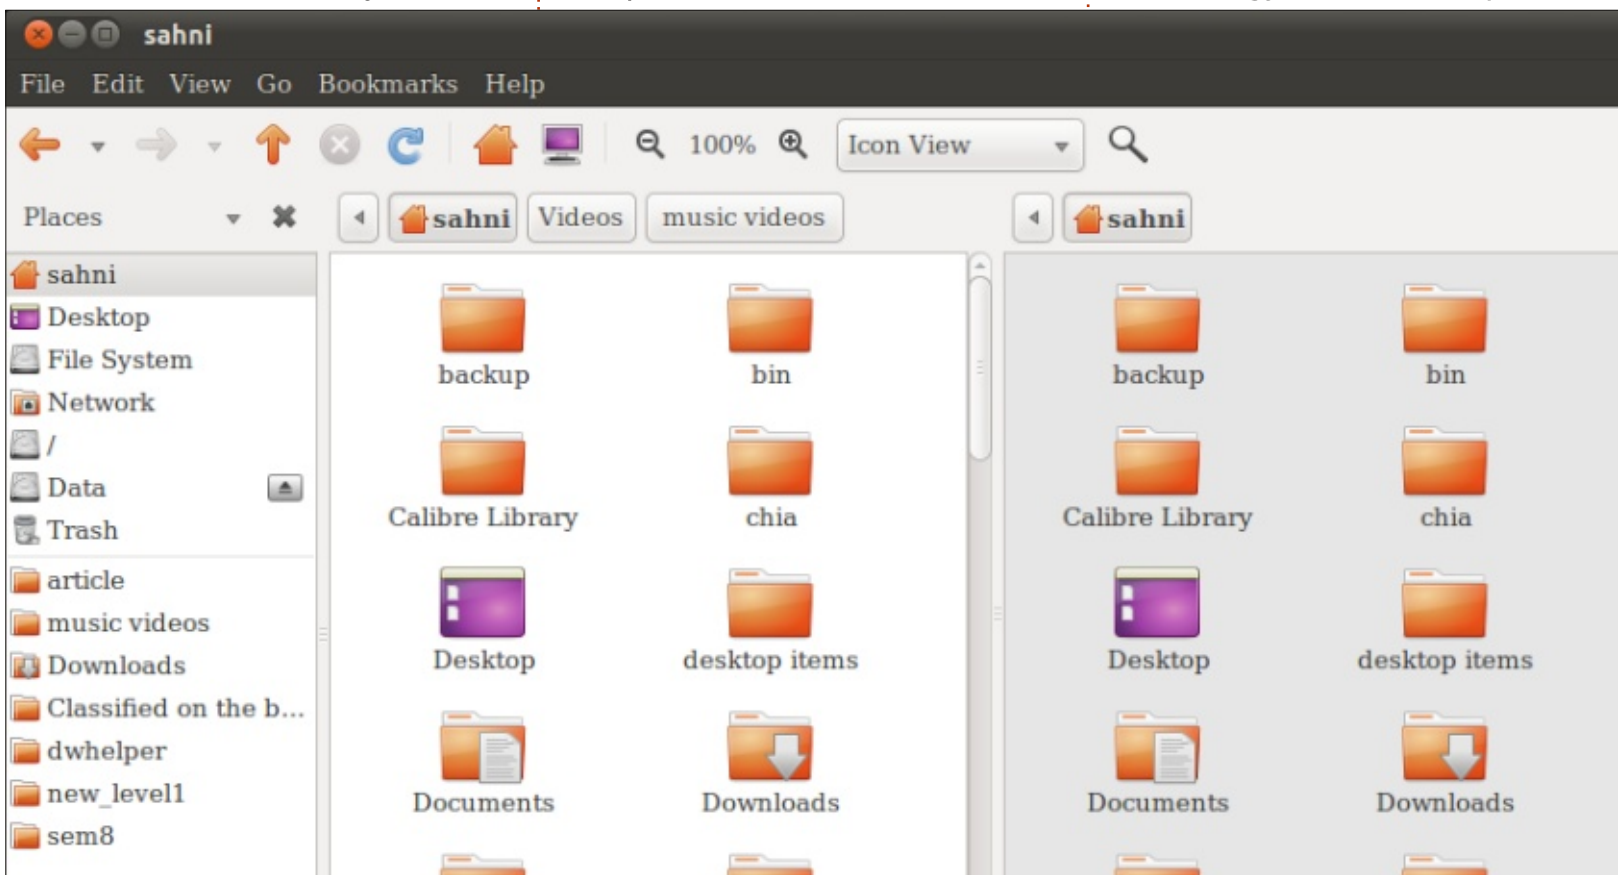 sahni
File Edit View Go Bookmarks Help
100% Icon View
Places
sahni Videos music videos
sahni
sahni
Desktop
File System
Network
/
Data
Trash
article
music videos
Downloads
Classified on the b...
dwhelper
new_level1
sem8
backup bin
Calibre Library chia
Desktop desktop items
Documents Downloads
backup bin
Calibre Library chia
Desktop desktop items
Documents Downloads